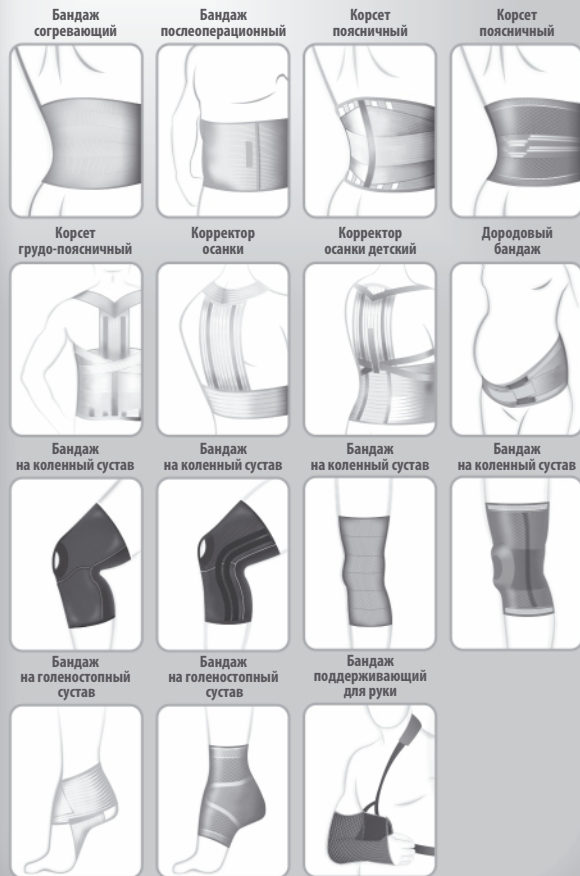 Бандаж
согревающий
Бандаж
послеоперационный
Корсет
поясничный
Корсет
поясничный
Корсет
грудо-поясничный
Корректор
осанки
Корректор
осанки детский
Дородовый
бандаж
Бандаж
на коленный сустав
Бандаж
на коленный сустав
Бандаж
на коленный сустав
Бандаж
на коленный сустав
Бандаж
на голеностопный
сустав
Бандаж
на голеностопный
сустав
Бандаж
поддерживающий
для руки